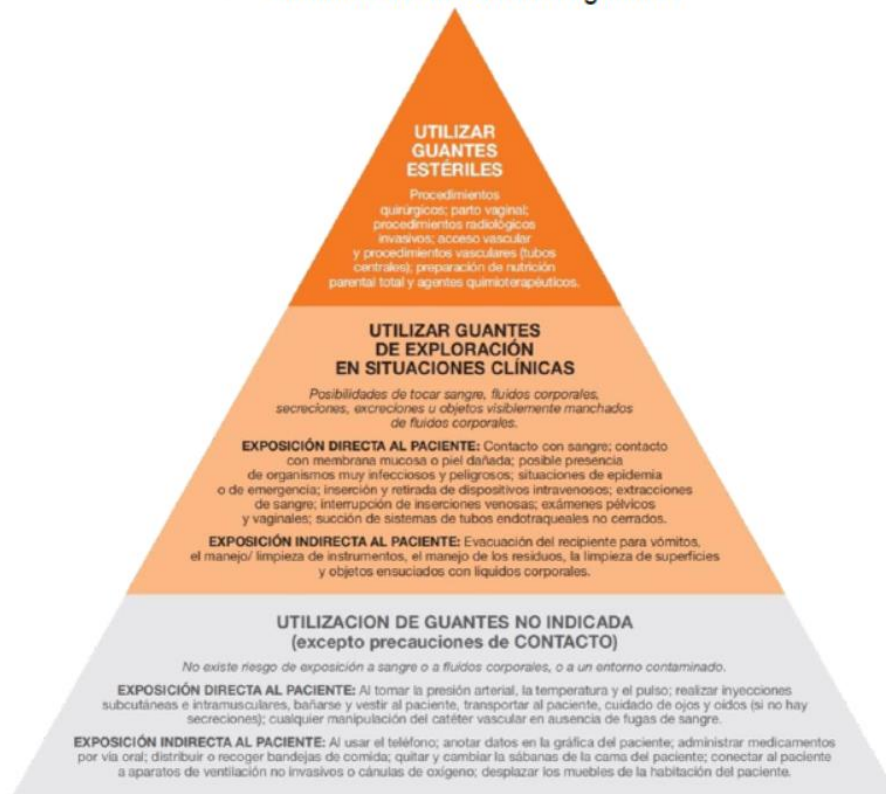 UTILIZAR
GUANTES
ESTÉRILES
Procedimientos
quirúrgicos; parto vaginal;
procedimientos radiológicos
invasivos; acceso vascular
y procedimientos vasculares (tubos
centrales); preparación de nutrición
parental total y agentes quimioterapéuticos.
UTILIZAR GUANTES
DE EXPLORACIÓN
EN SITUACIONES CLÍNICAS
Posibilidades de tocar sangre, fluidos corporales,
secreciones, excreciones u objetos visiblemente manchados
de fluidos corporales.
EXPOSICIÓN DIRECTA AL PACIENTE: Contacto con sangre; contacto
con membrana mucosa o piel dañada; posible presencia
de organismos muy infecciosos y peligrosos; situaciones de epidemia
o de emergencia; inserción y retirada de dispositivos intravenosos; extracciones
de sangre; interrupción de inserciones venosas; exámenes pélvicos
y vaginales; succión de sistemas de tubos endotraqueales no cerrados.
EXPOSICIÓN INDIRECTA AL PACIENTE: Evacuación del recipiente para vómitos,
el manejo/ limpieza de instrumentos, el manejo de los residuos, la limpieza de superficies
y objetos ensuciados con líquidos corporales.
UTILIZACION DE GUANTES NO INDICADA
(excepto precauciones de CONTACTO)
No existe riesgo de exposición a sangre o a fluidos corporales, o a un entorno contaminado.
EXPOSICIÓN DIRECTA AL PACIENTE: Al tomar la presión arterial, la temperatura y el pulso; realizar inyecciones
subcutáneas e intramusculares, bañarse y vestir al paciente, transportar al paciente, cuidado de ojos y oídos (si no hay
secreciones); cualquier manipulación del catéter vascular en ausencia de fugas de sangre.
EXPOSICIÓN INDIRECTA AL PACIENTE: Al usar el teléfono; anotar datos en la gráfica del paciente; administrar medicamentos
por vía oral; distribuir o recoger bandejas de comida; quitar y cambiar la sábanas de la cama del paciente; conectar al paciente
a aparatos de ventilación no invasivos o cánulas de oxígeno; desplazar los muebles de la habitación del paciente.